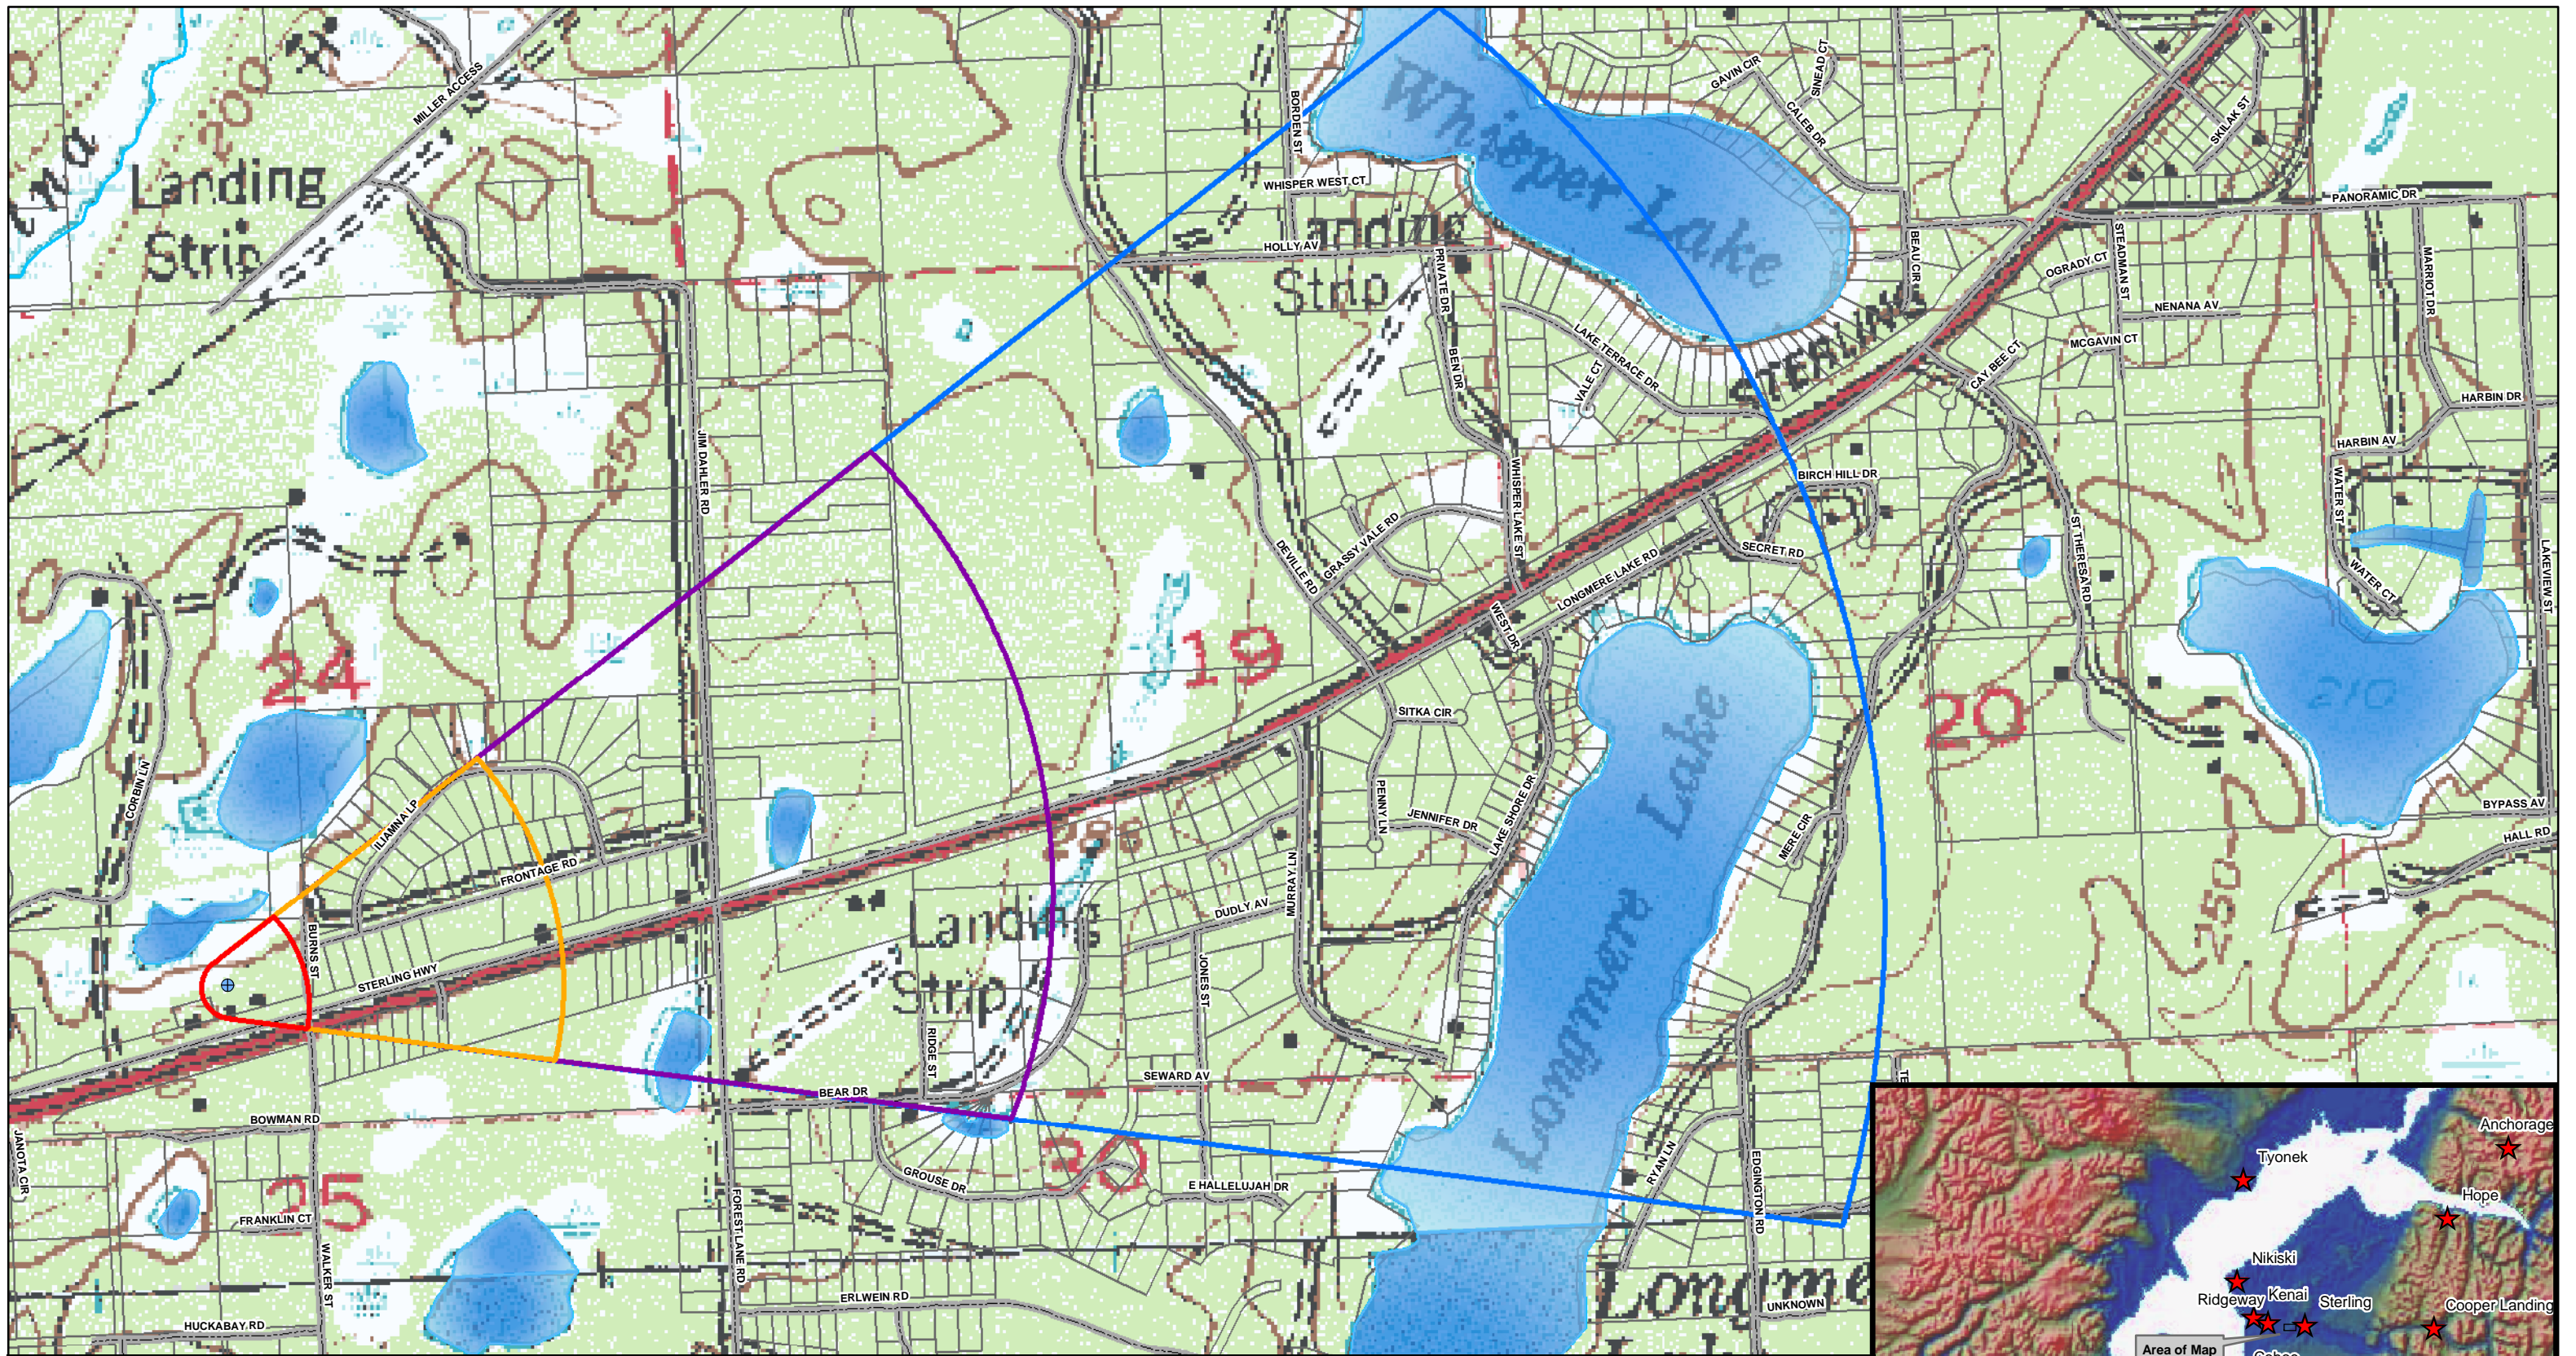 MILLER ACCESS
200
Landing
Strip
BORDEN ST
Whisper Lake
GAVIN CIR
SINEAD CT
CALEB DR
SKILAK ST
WHISPER WEST CT
HOLLY AV
anding
Strip
PRIVATE DR
BEN DR
LAKE TERRACE DR
VALE CT
BEAU CIR
STERLING
PANORAMIC DR
STEADMAN ST
OGRADY CT
NENANA AV
MCGAVIN CT
CAY BEE CT
MARRIOT DR
HARBIN DR
HARBIN AV
WATER ST
WATER CT
LAKEVIEW ST
250
JIM DAHLER RD
WHISPER LAKE ST
GRASSY VALE RD
DEVILLE RD
LONGMERE LAKE RD
WEST DR
BIRCH HILL DR
SECRET RD
ST THERESA RD
24
19
20
210
SITKA CIR
PENNY LN
JENNIFER DR
LAKE SHORE DR
MERE CIR
Longmere Lake
BYPASS AV
HALL RD
250
CORBIN LN
ILIAMNA LP
FRONTAGE RD
BURNS ST
STERLING HWY
Landing
Strip
MURRAY LN
DUDLY AV
JONES ST
RIDGE ST
BEAR DR
SEWARD AV
BOWMAN RD
JANOTA CIR
25
30
GROUSE DR
E HALLELUJAH DR
RYAN LN
EDGINGTON RD
TE
FRANKLIN CT
WALKER ST
FOREST LANE RD
ERLWEIN RD
HUCKABAY RD
Longme
UNKNOWN
Anchorage
Tyonek
Hope
Nikiski
Ridgeway
Kenai
Sterling
Cooper Landing
Area of Map